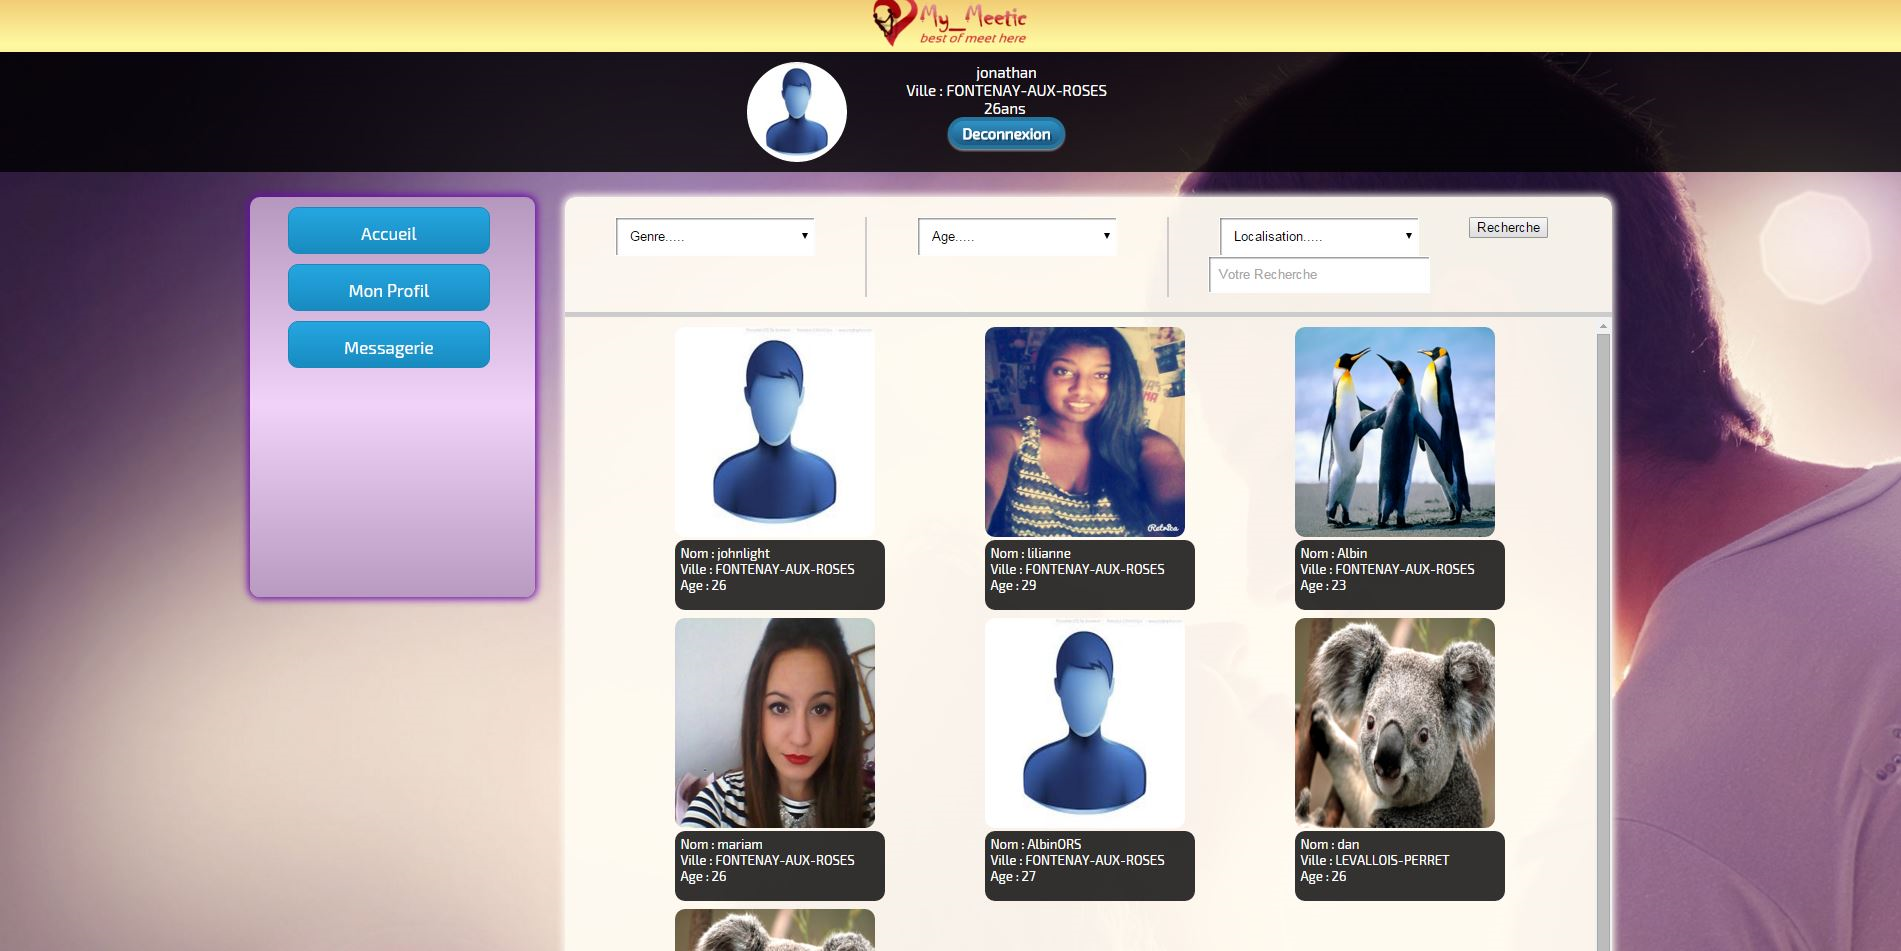 My_Meetic
best of meet here
jonathan
Ville : FONTENAY-AUX-ROSES
26ans
Deconnexion
Accueil
Mon Profil
Messagerie
Genre.....
Age.....
Localisation.....
Recherche
Votre Recherche
Retrica
Nom : johnlight
Ville : FONTENAY-AUX-ROSES
Age : 26
Nom : lilianne
Ville : FONTENAY-AUX-ROSES
Age : 29
Nom : Albin
Ville : FONTENAY-AUX-ROSES
Age : 23
Nom : mariam
Ville : FONTENAY-AUX-ROSES
Age : 26
Nom : AlbinORS
Ville : FONTENAY-AUX-ROSES
Age : 27
Nom : dan
Ville : LEVALLOIS-PERRET
Age : 26